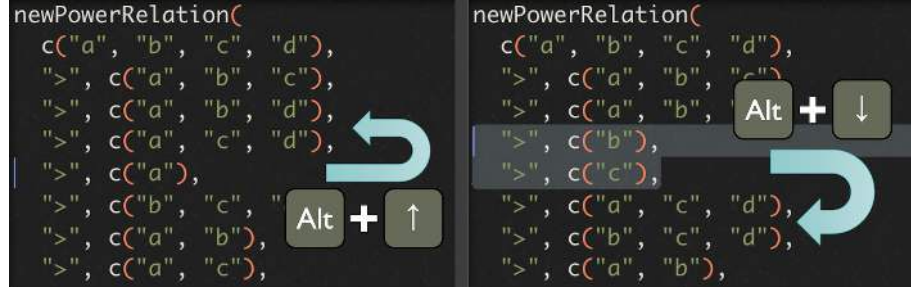 newPowerRelation(
c("a", "b", "c", "d"),
">", c("a", "b", "c"),
">", c("a", "b", "d"),
">", c("a", "c", "d"),
">", c("a"),
">", c("b", "c", "
">", c("a", "b"),
">", c("a", "c"),
Alt + ↑
newPowerRelation(
c("a", "b", "c", "d"),
">", c("a", "b", "c"),
">", c("a", "b",
">", c("b"),
">", c("c"),
">", c("a", "c", "d"),
">", c("b", "c", "d"),
">", c("a", "b"),
Alt + ↓